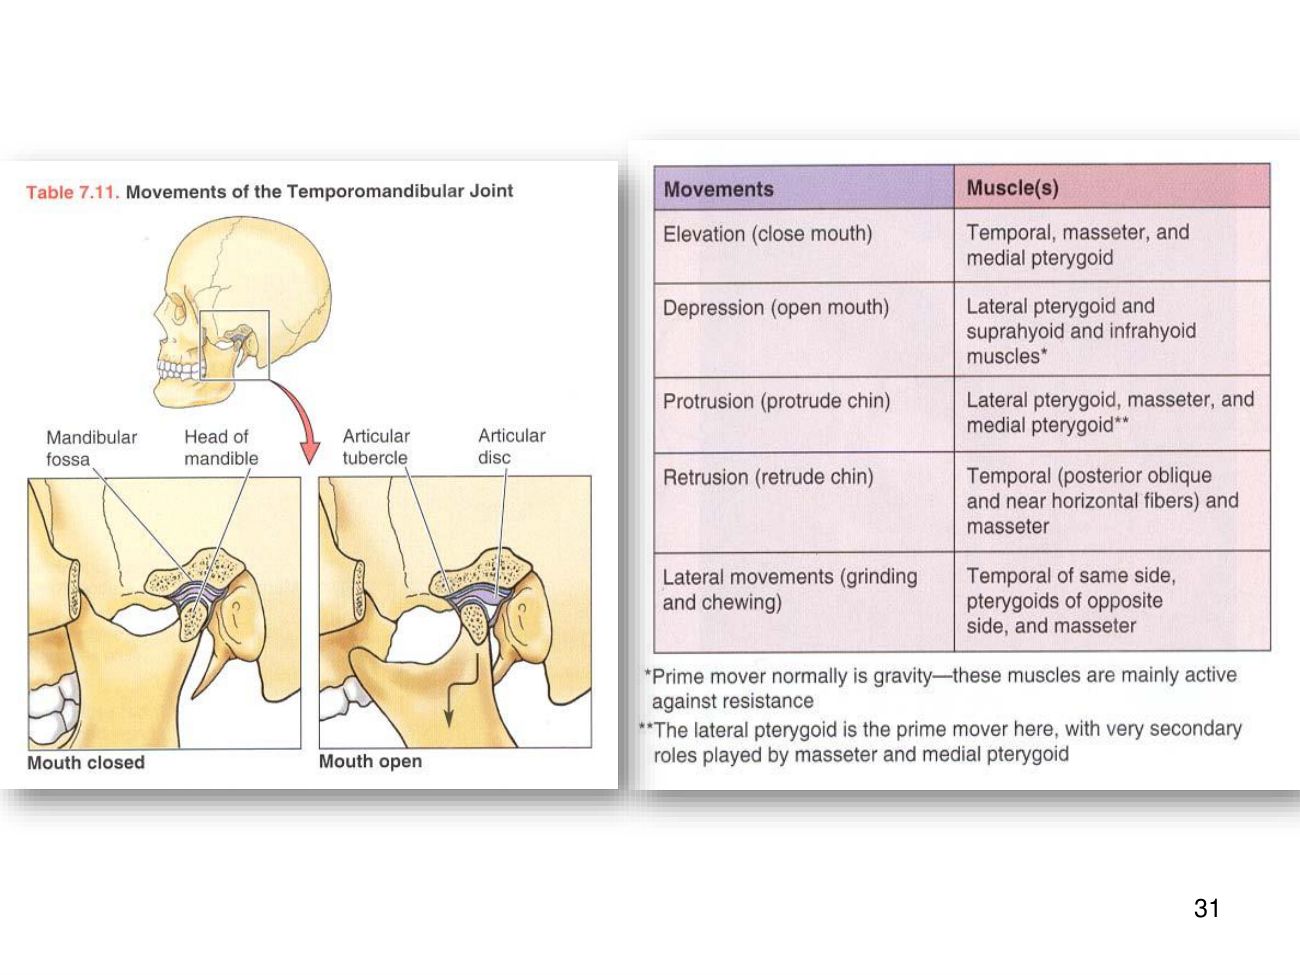 Table 7.11. Movements of the Temporomandibular Joint
Mandibular
fossa
Head of
mandible
Articular
tubercle
Articular
disc
Mouth closed
Mouth open
Movements
Muscle(s)
Elevation (close mouth)
Temporal, masseter, and
medial pterygoid
Depression (open mouth)
Lateral pterygoid and
suprahyoid and infrahyoid
muscles*
Protrusion (protrude chin)
Lateral pterygoid, masseter, and
medial pterygoid**
Retrusion (retrude chin)
Temporal (posterior oblique
and near horizontal fibers) and
masseter
Lateral movements (grinding
and chewing)
Temporal of same side,
pterygoids of opposite
side, and masseter
*Prime mover normally is gravity—these muscles are mainly active
against resistance
**The lateral pterygoid is the prime mover here, with very secondary
roles played by masseter and medial pterygoid
31